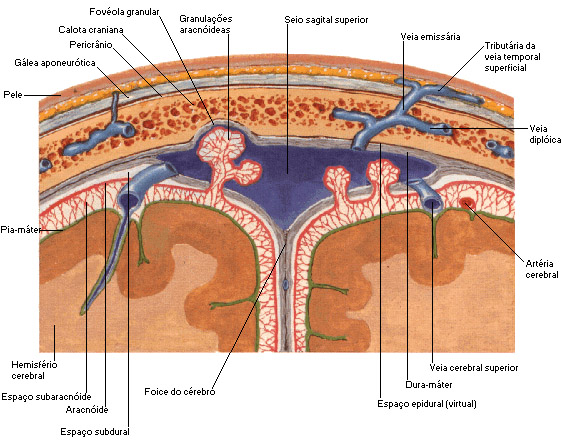 Fovéola granular
Granulações
aracnóideas
Seio sagital superior
Calota craniana
Pericrânio
Gálea aponeurótica
Pele
Veia emissária
Tributária da
veia temporal
superficial
Veia
diplóica
Pia-máter
Artéria
cerebral
Hemisfério
cerebral
Espaço subaracnóide
Aracnóide
Espaço subdural
Foice do cérebro
Veia cerebral superior
Dura-máter
Espaço epidural (virtual)